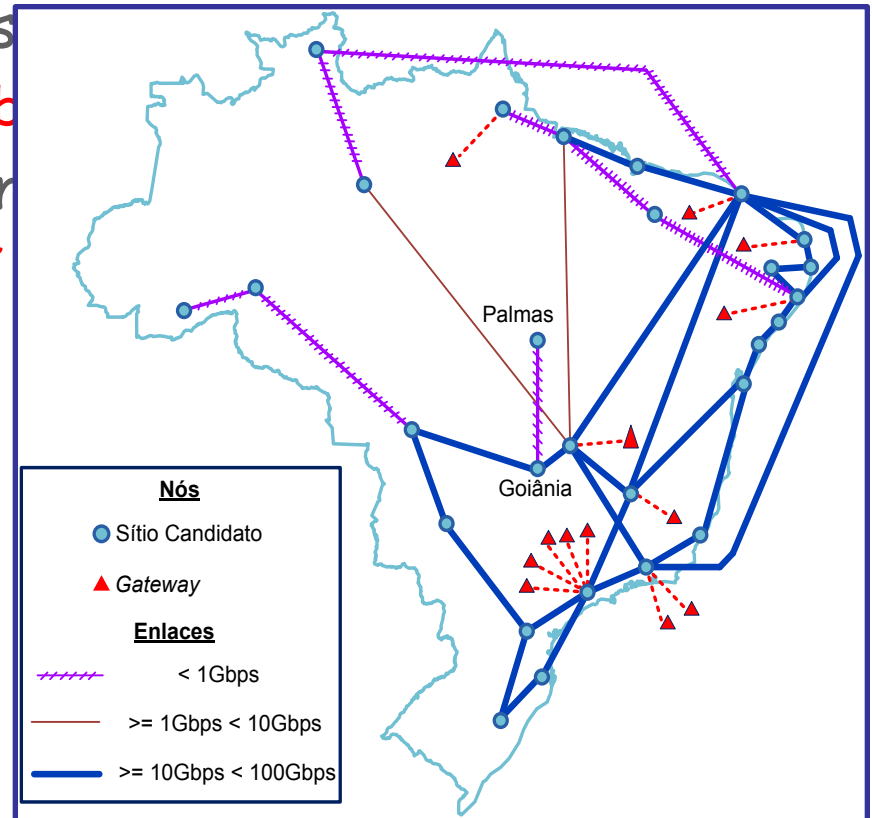 Palmas
Goiânia
Nós
Sítio Candidato
Gateway
Enlaces
< 1Gbps
>= 1Gbps < 10Gbps
>= 10Gbps < 100Gbps